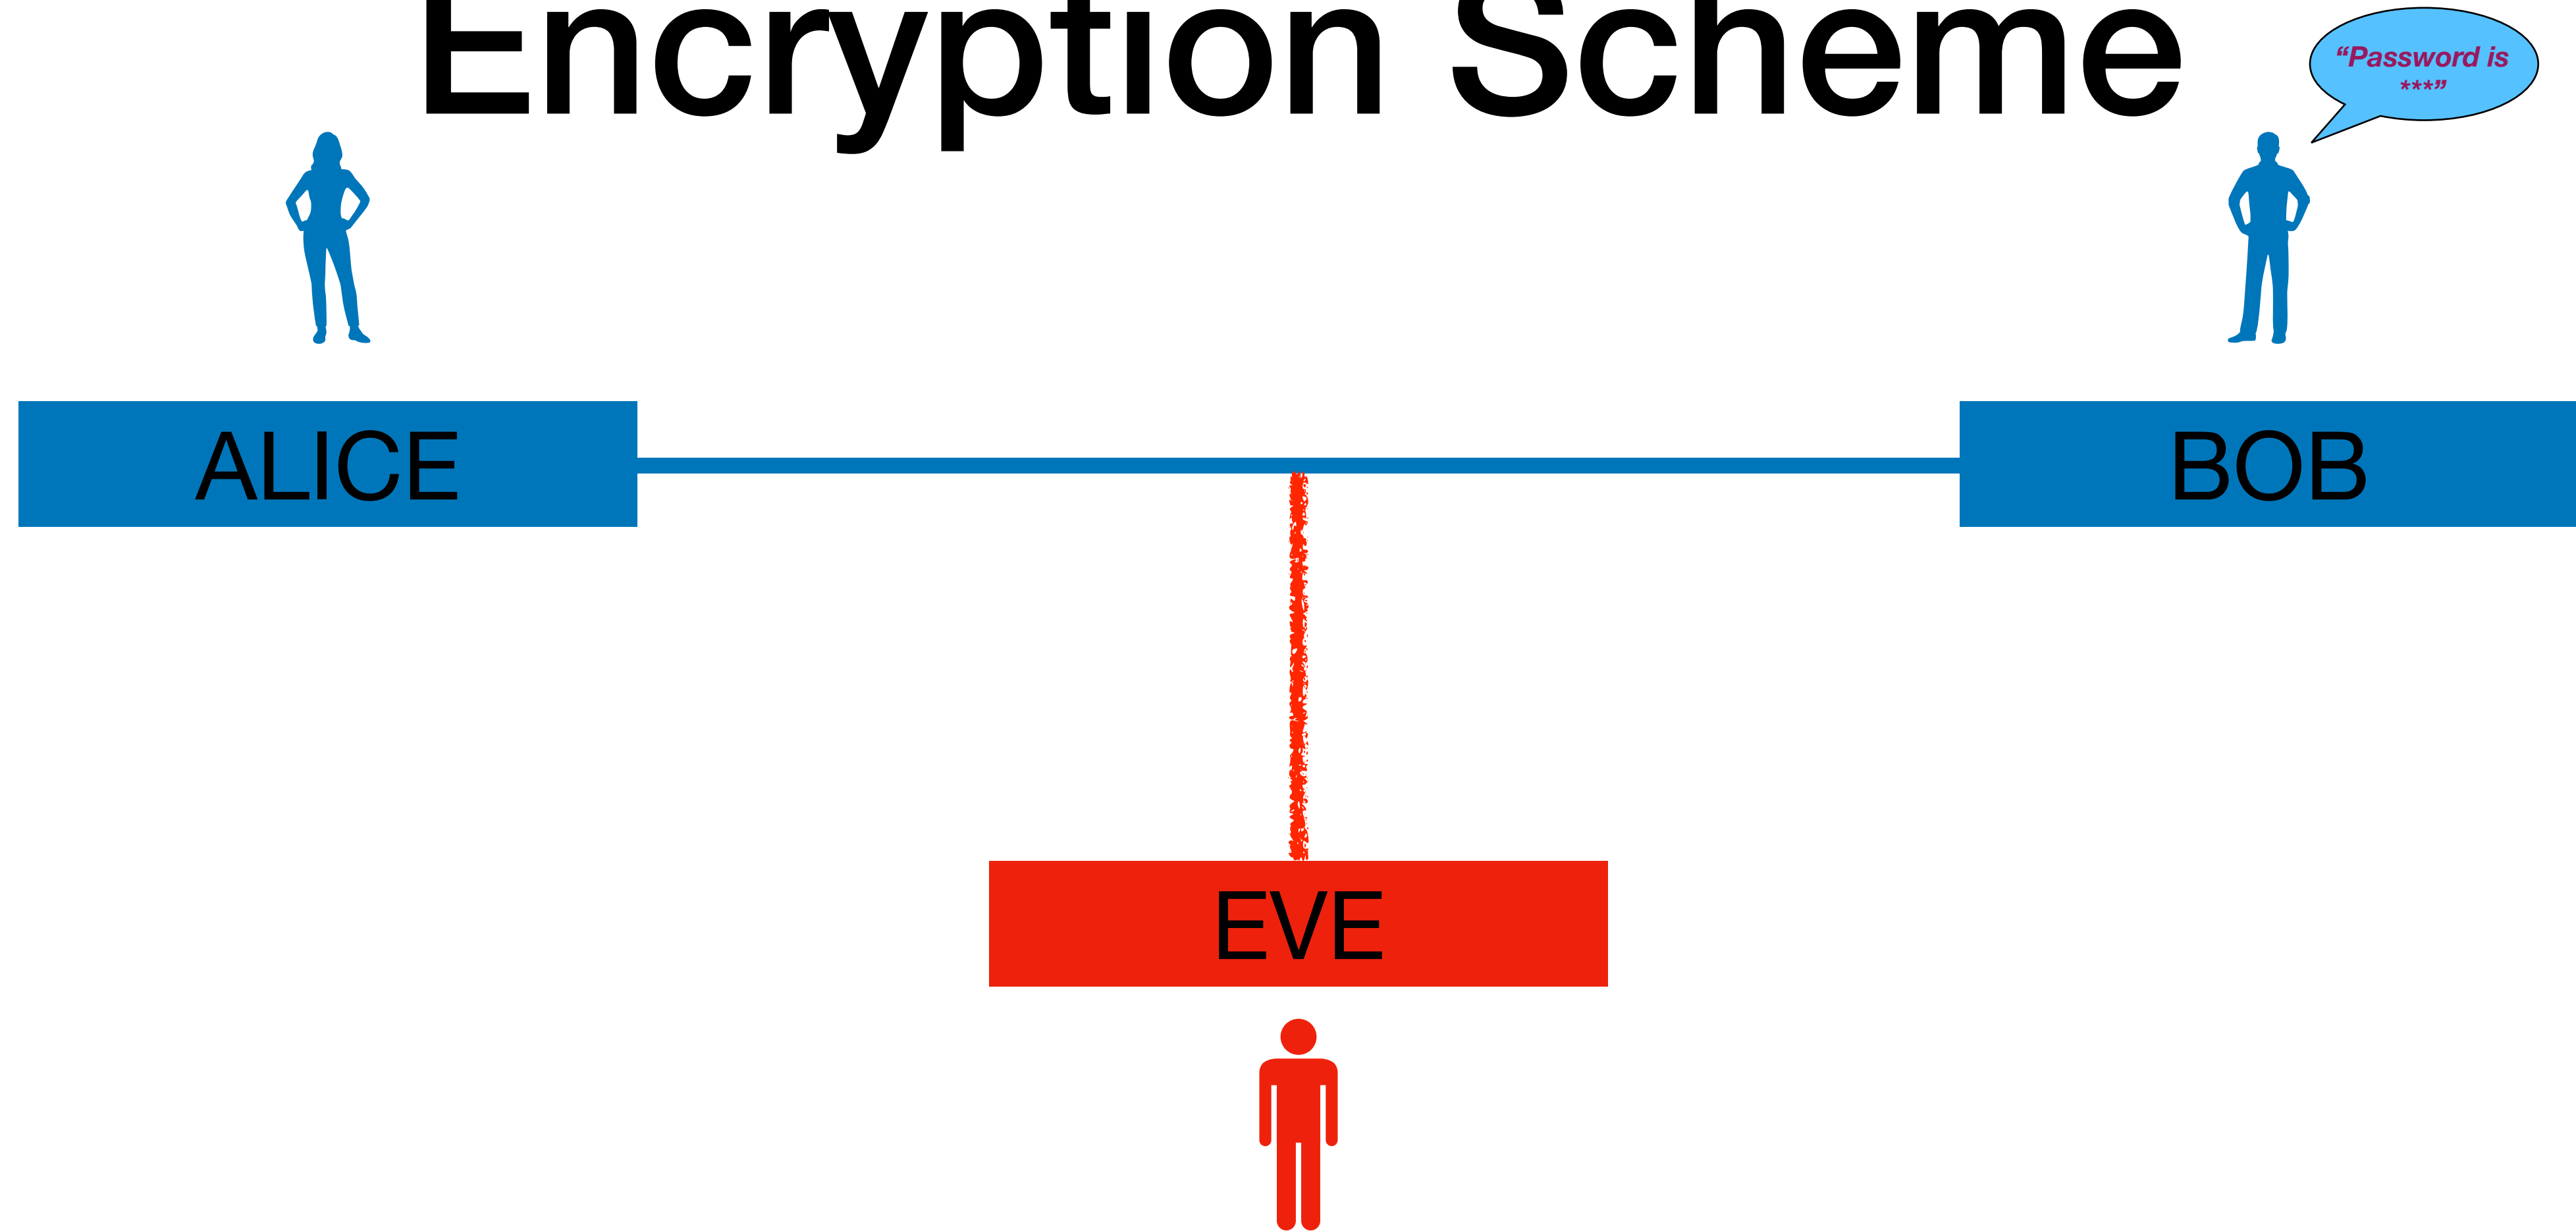 Encryption Scheme
“Password is
***”
ALICE
BOB
EVE